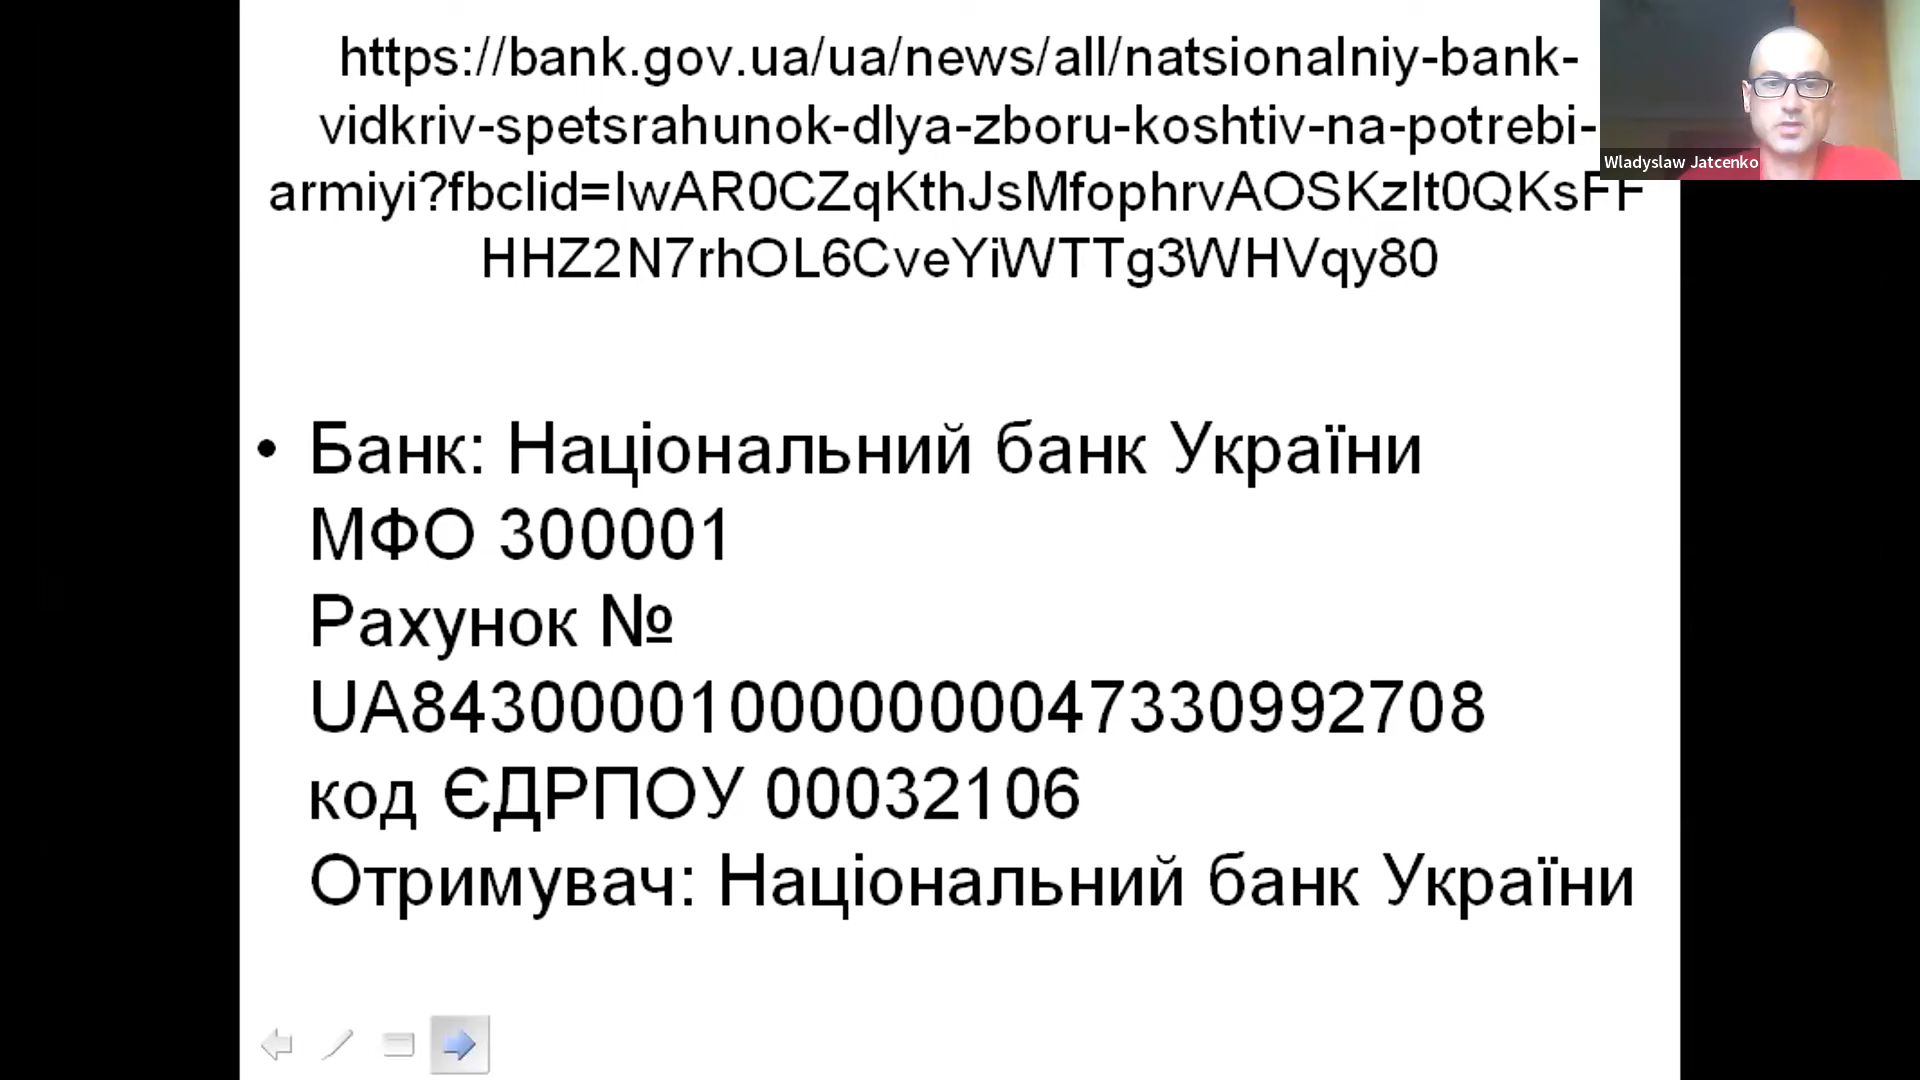 https://bank.gov.ua/ua/news/all/natsionalniy-bank-
vidkriv-spetsrahunok-dlya-zboru-koshtiv-na-potrebi-
armiyi?fbclid=IwAR0CZqKthJsMfophrvAOSKzIt0QKsFF
HHZ2N7rhOL6CveYiWTTg3WHVqy80
Wladyslaw Jatcenko
• Банк: Національний банк України
МФО 300001
Рахунок №
UA843000010000000047330992708
код ЄДРПОУ 00032106
Отримувач: Національний банк України